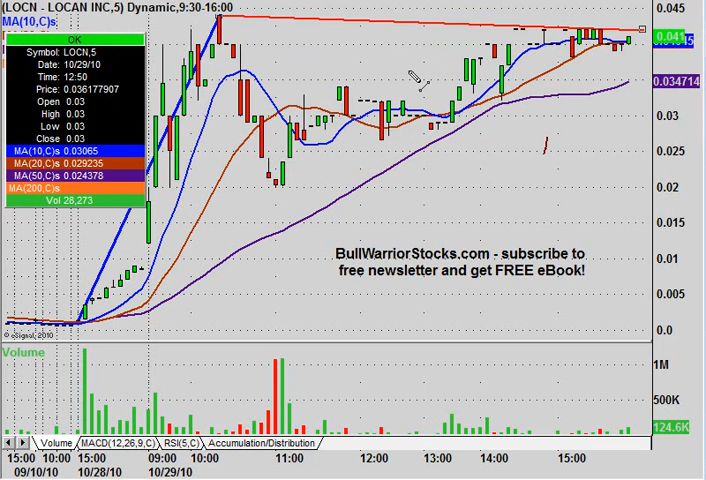 (LOCN - LOCAN INC,5) Dynamic,9:30-16:00
MA(10,C)s
OK
Symbol: LOCN,5
Date: 10/29/10
Time: 12:50
Price: 0.036177907
Open 0.03
High 0.03
Low 0.03
Close 0.03
MA(10,C)s 0.03065
MA(20,C)s 0.029235
MA(50,C)s 0.024378
MA(200,C)s
Vol 28,273
0.045
0.041
0.034714
0.03
0.025
0.02
0.015
0.01
0.005
0.0
BullWarriorStocks.com - subscribe to
free newsletter and get FREE eBook!
© eSignal, 2010
Volume
1M
500K
124.6K
Volume MACD(12,26,9,C) RSI(5,C) Accumulation/Distribution
15:00 10:00 15:00 09:00 10:00 11:00 12:00 13:00 14:00 15:00
09/10/10 10/28/10 10/29/10